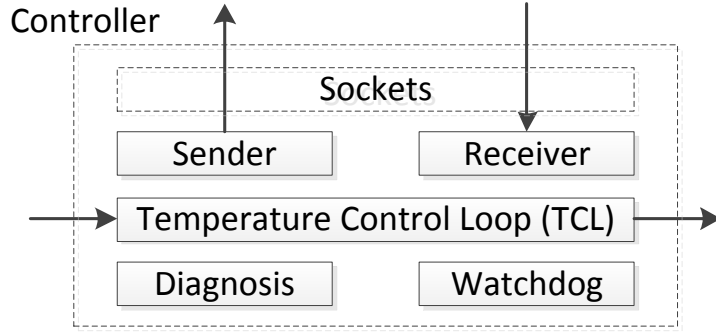 Controller
Sockets
Sender
Receiver
Temperature Control Loop (TCL)
Diagnosis
Watchdog